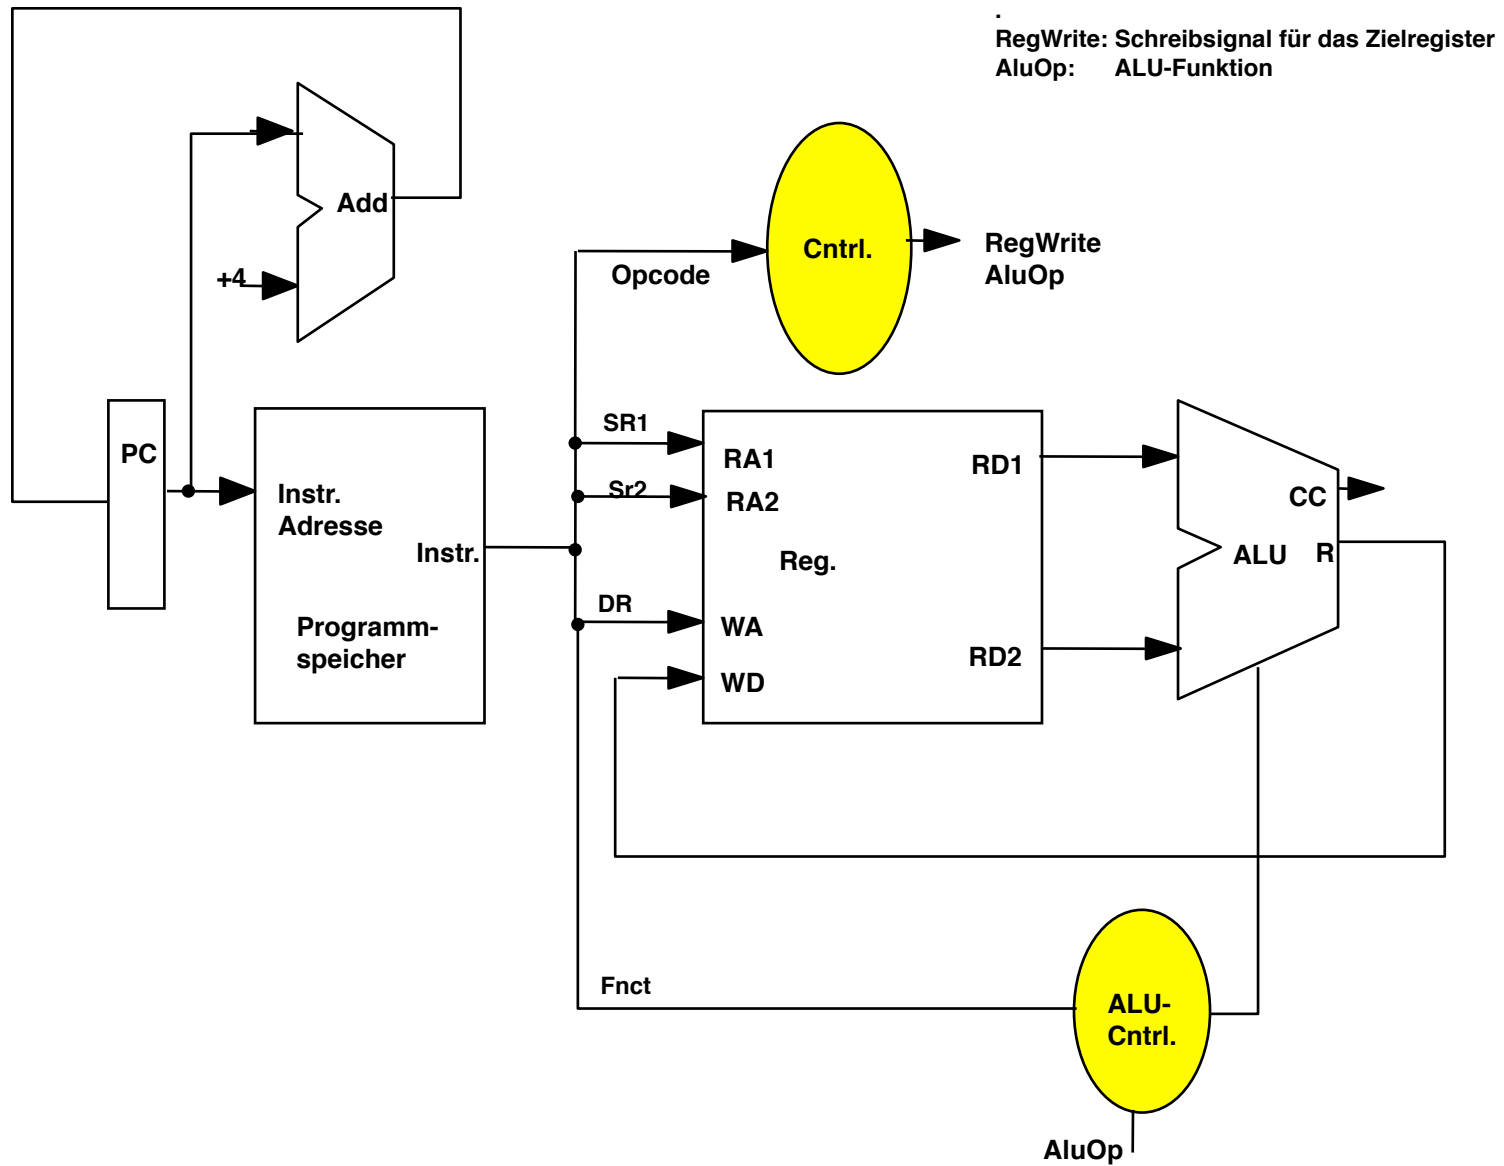 .
RegWrite: Schreibsignal für das Zielregister
AluOp: ALU-Funktion
Add
+4
Cntrl.
RegWrite
AluOp
Opcode
PC
Instr.
Adresse
Instr.
Programm-
speicher
SR1
Sr2
DR
RA1
RA2
Reg.
WA
WD
RD1
RD2
CC
ALU
R
Fnct
ALU-
Cntrl.
AluOp